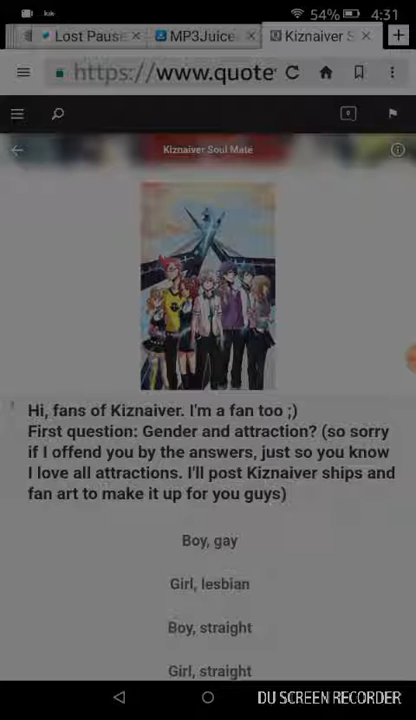 54% 4:31
Lost Pause MP3Juice Kiznaiver S
https://www.quote
Kiznaiver Soul Mate
Hi, fans of Kiznaiver. I'm a fan too ;)
First question: Gender and attraction? (so sorry
if I offend you by the answers, just so you know
I love all attractions. I'll post Kiznaiver ships and
fan art to make it up for you guys)
Boy, gay
Girl, lesbian
Boy, straight
Girl, straight
DU SCREEN RECORDER